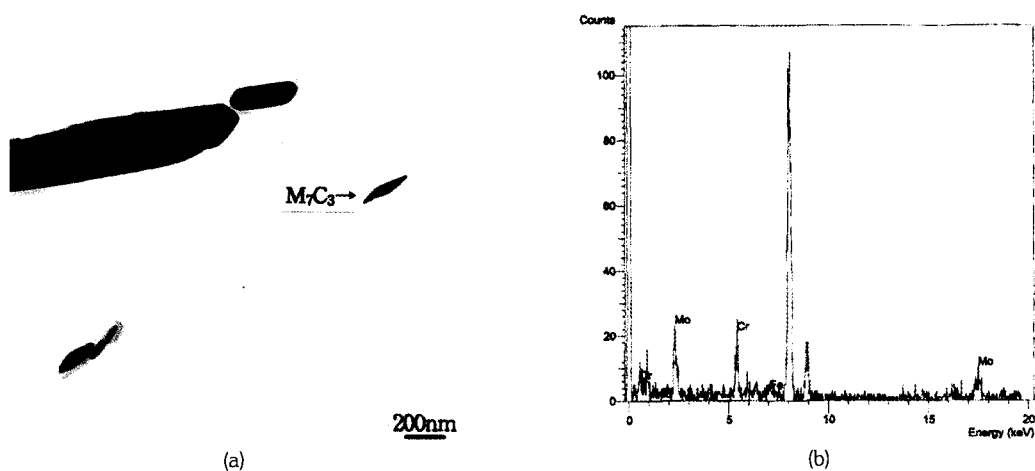 M₇C₃→
200nm
(a)
Counts
100
80
60
40
20
0
Mo
Cr
Fe
Mo
0
5
10
15
20
Energy (keV)
(b)